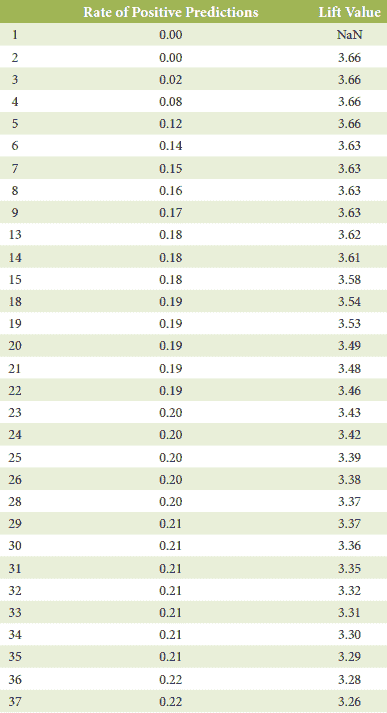 Rate of Positive Predictions Lift Value
1 0.00 NaN
2 0.00 3.66
3 0.02 3.66
4 0.08 3.66
5 0.12 3.66
6 0.14 3.63
7 0.15 3.63
8 0.16 3.63
9 0.17 3.63
13 0.18 3.62
14 0.18 3.61
15 0.18 3.58
18 0.19 3.54
19 0.19 3.53
20 0.19 3.49
21 0.19 3.48
22 0.19 3.46
23 0.20 3.43
24 0.20 3.42
25 0.20 3.39
26 0.20 3.38
28 0.20 3.37
29 0.21 3.37
30 0.21 3.36
31 0.21 3.35
32 0.21 3.32
33 0.21 3.31
34 0.21 3.30
35 0.21 3.29
36 0.22 3.28
37 0.22 3.26